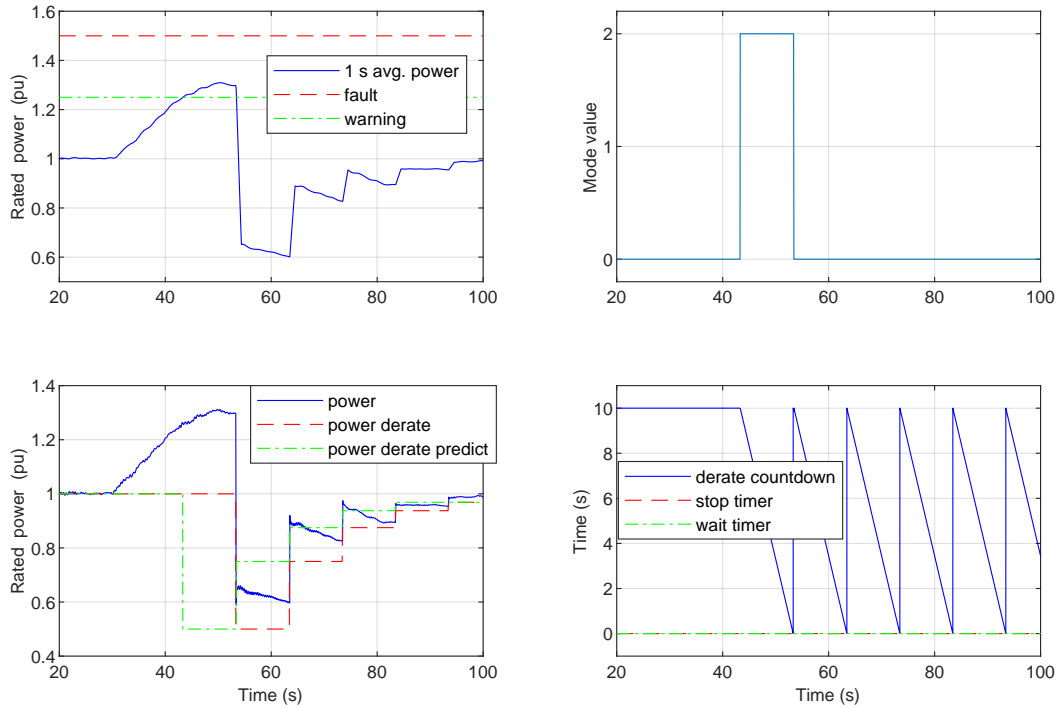 1.6
1.4
1.2
1
0.8
0.6
Rated power (pu)
1 s avg. power
fault
warning
20
40
60
80
100
2
1
0
Mode value
20
40
60
80
100
1.4
1.2
1
0.8
0.6
0.4
Rated power (pu)
power
power derate
power derate predict
20
40
60
80
100
Time (s)
10
8
6
4
2
0
Time (s)
derate countdown
stop timer
wait timer
20
40
60
80
100
Time (s)